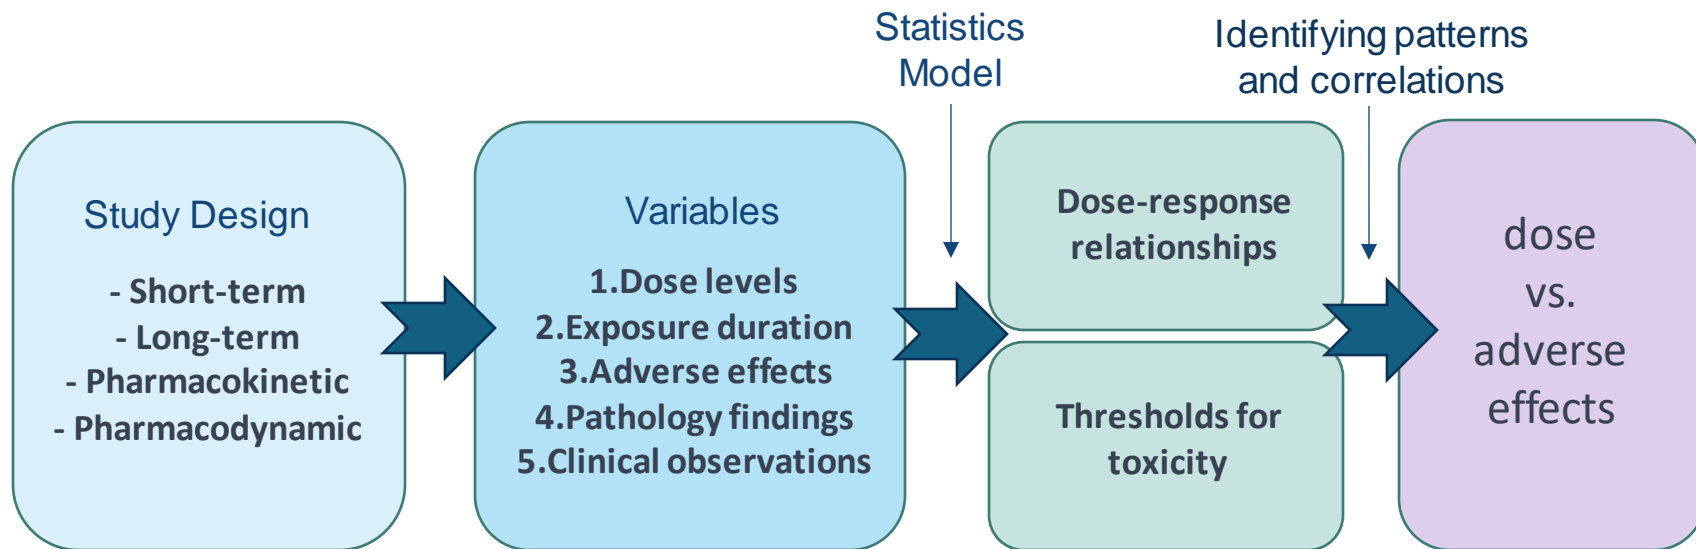 Statistics
Model
Identifying patterns
and correlations
Study Design
- Short-term
- Long-term
- Pharmacokinetic
- Pharmacodynamic
Variables
1.Dose levels
2.Exposure duration
3.Adverse effects
4.Pathology findings
5.Clinical observations
Dose-response
relationships
Thresholds for
toxicity
dose
vs.
adverse
effects